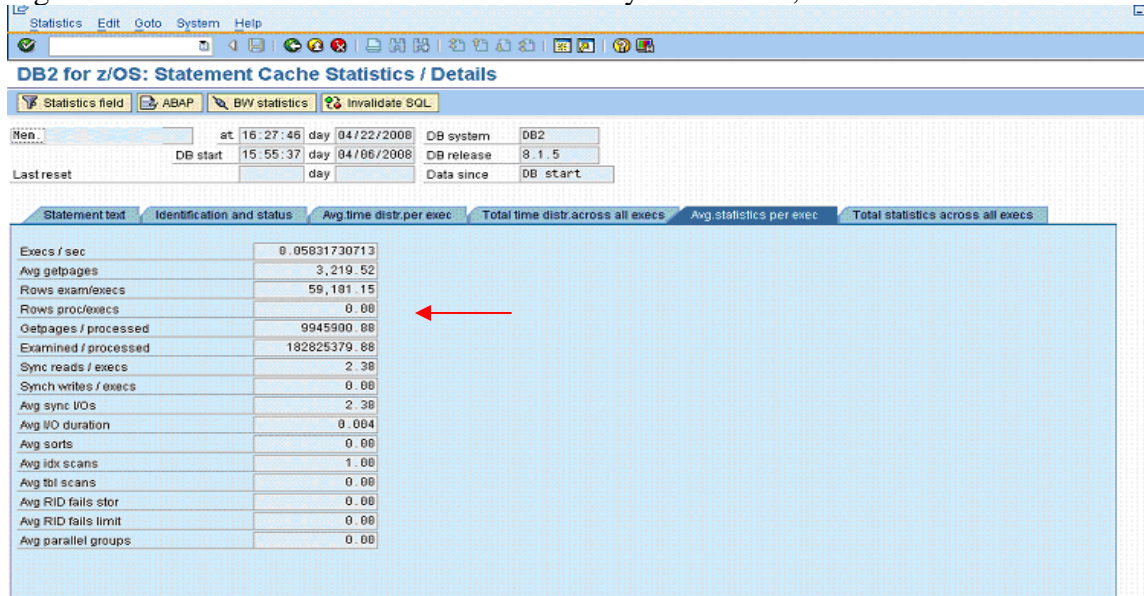 Statistics Edit Goto System Help
DB2 for z/OS: Statement Cache Statistics / Details
Statistics field ABAP BW statistics Invalidate SQL
Mem. at 16:27:46 day 04/22/2008 DB system DB2
DB start 15:55:37 day 04/06/2008 DB release 8.1.5
Last reset day Data since DB start
Statement text Identification and status Avg.time distr.per exec Total time distr.across all execs Avg.statistics per exec Total statistics across all execs
Execs / sec 0.05831730713
Avg getpages 3,219.52
Rows exam/execs 59,181.15
Rows proc/execs 0.00
Getpages / processed 9945900.88
Examined / processed 182825379.88
Sync reads / execs 2.38
Synch writes / execs 0.00
Avg sync I/Os 2.38
Avg I/O duration 0.004
Avg sorts 0.00
Avg idx scans 1.00
Avg tbl scans 0.00
Avg RID fails stor 0.00
Avg RID fails limit 0.00
Avg parallel groups 0.00